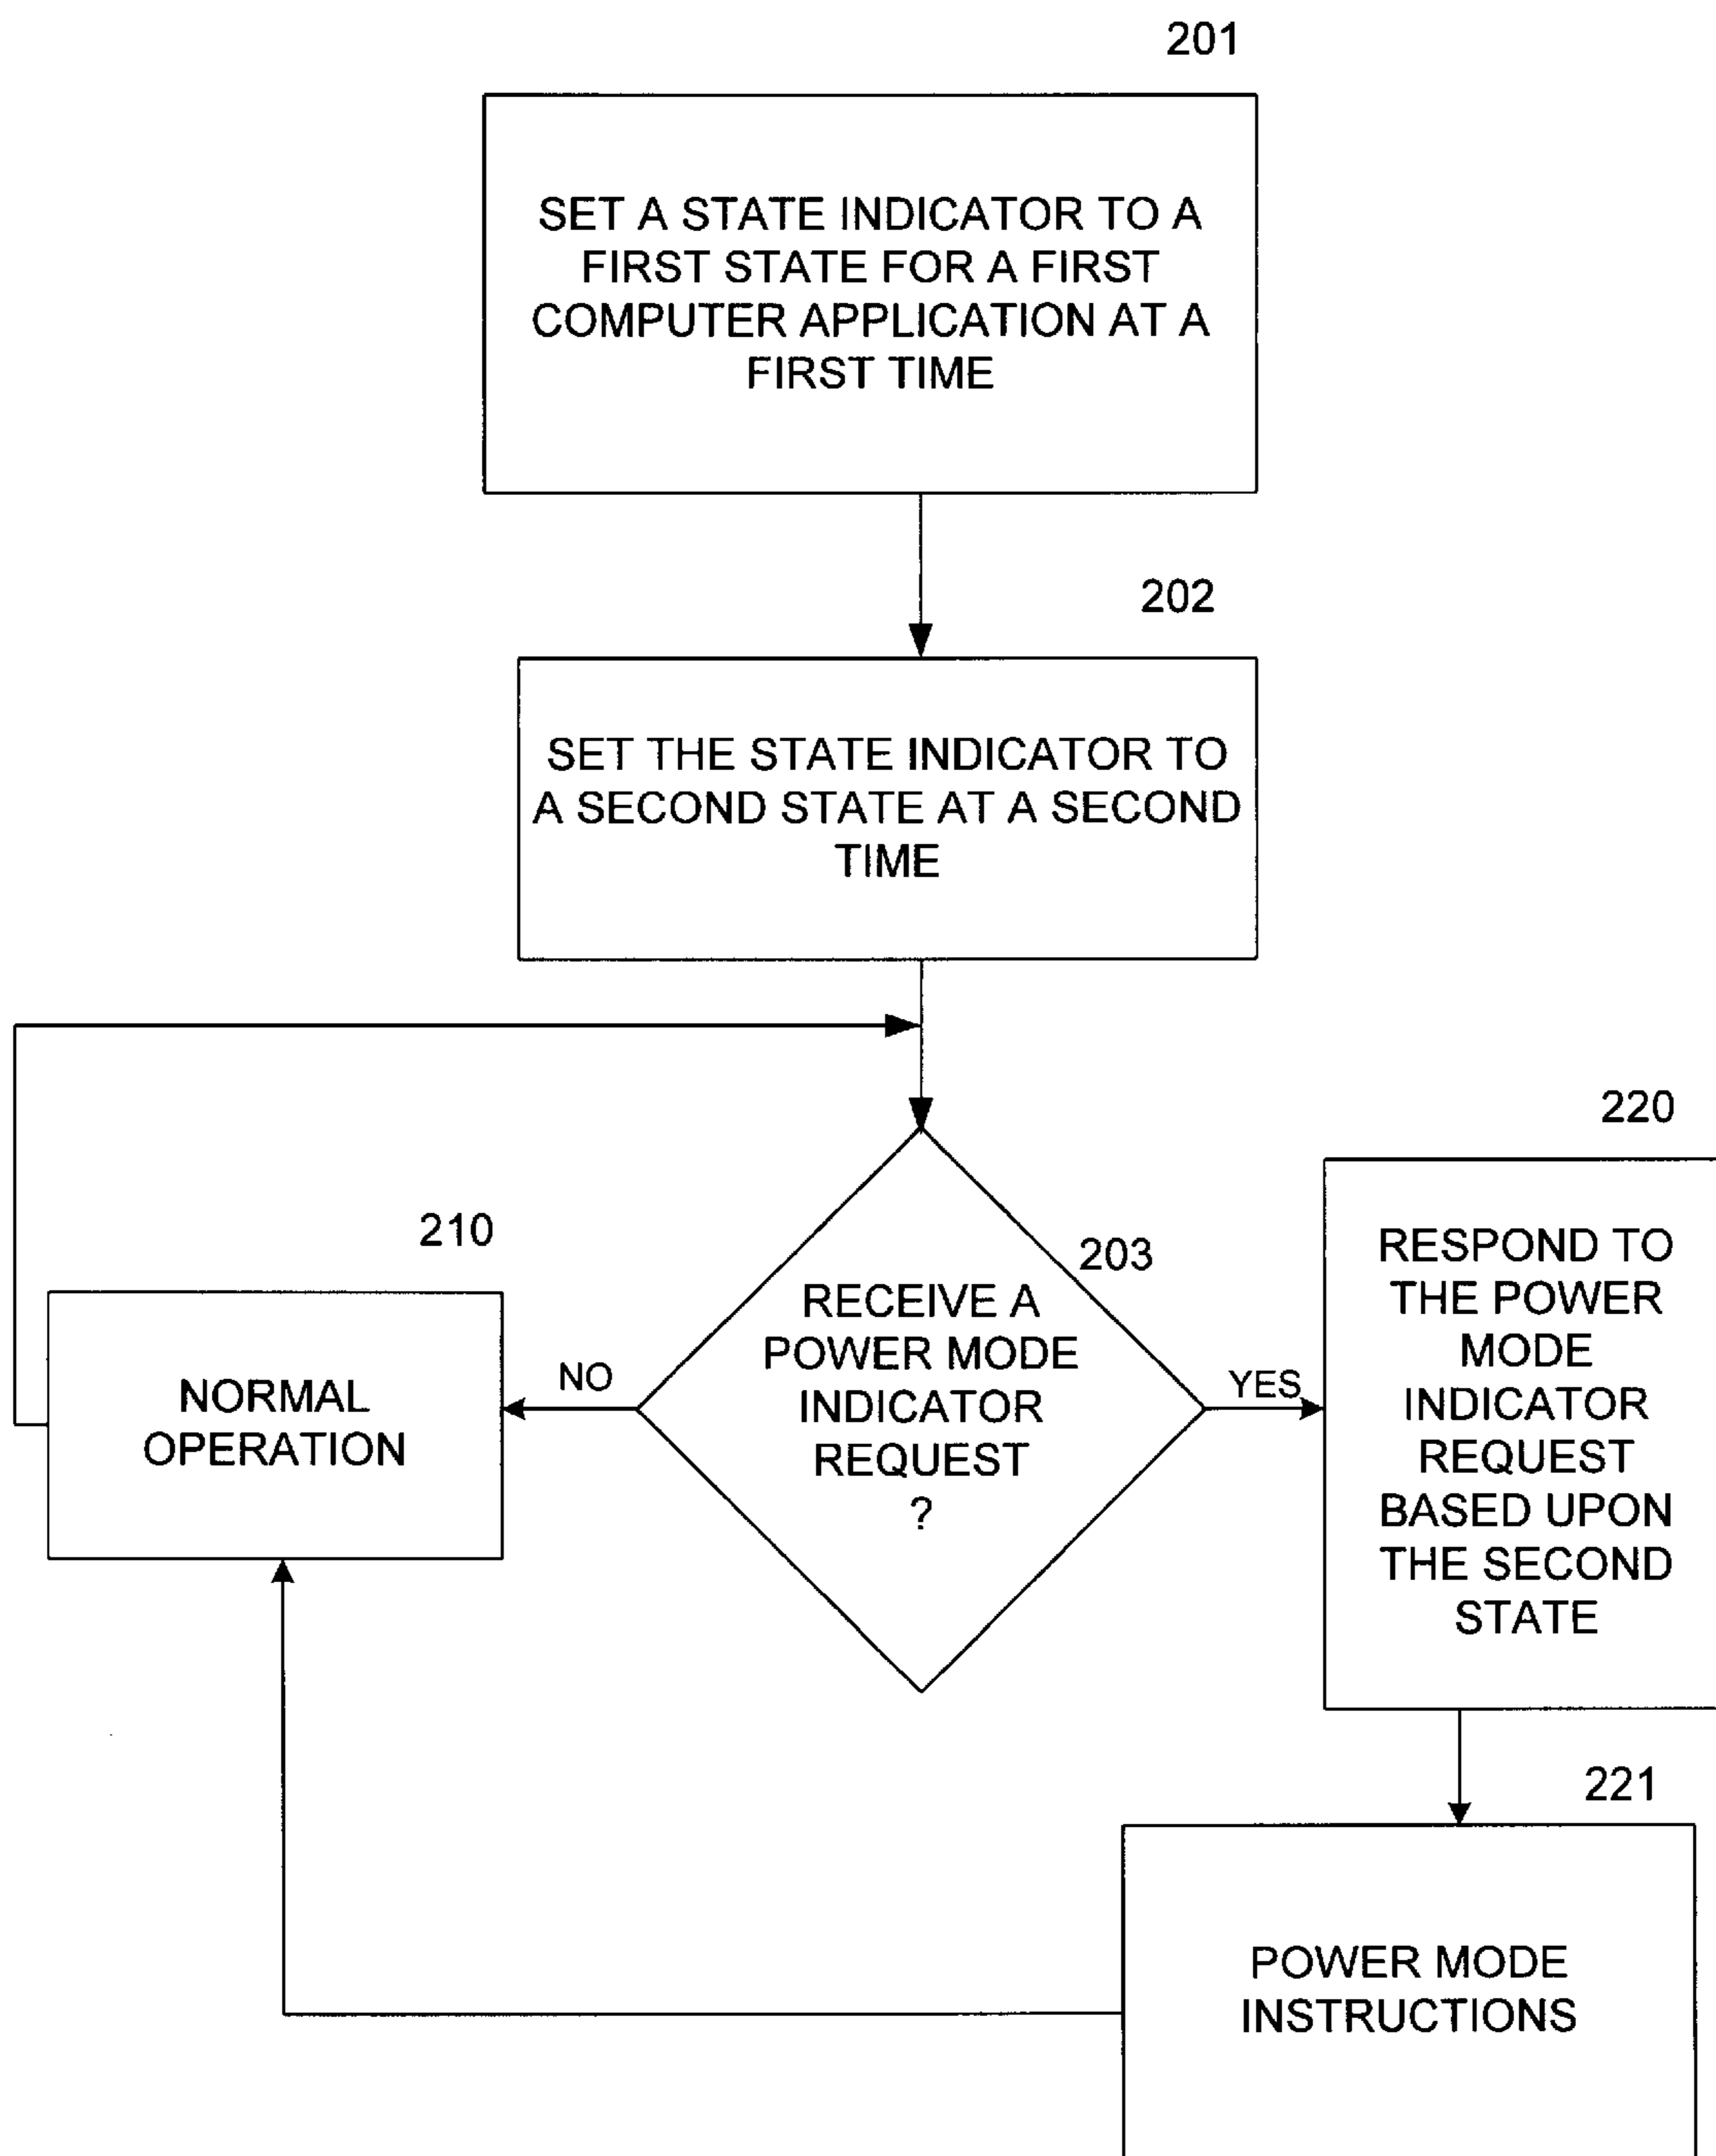 201
SET A STATE INDICATOR TO A
FIRST STATE FOR A FIRST
COMPUTER APPLICATION AT A
FIRST TIME
202
SET THE STATE INDICATOR TO
A SECOND STATE AT A SECOND
TIME
203
RECEIVE A
POWER MODE
INDICATOR
REQUEST
?
NO
YES
210
NORMAL
OPERATION
220
RESPOND TO
THE POWER
MODE
INDICATOR
REQUEST
BASED UPON
THE SECOND
STATE
221
POWER MODE
INSTRUCTIONS